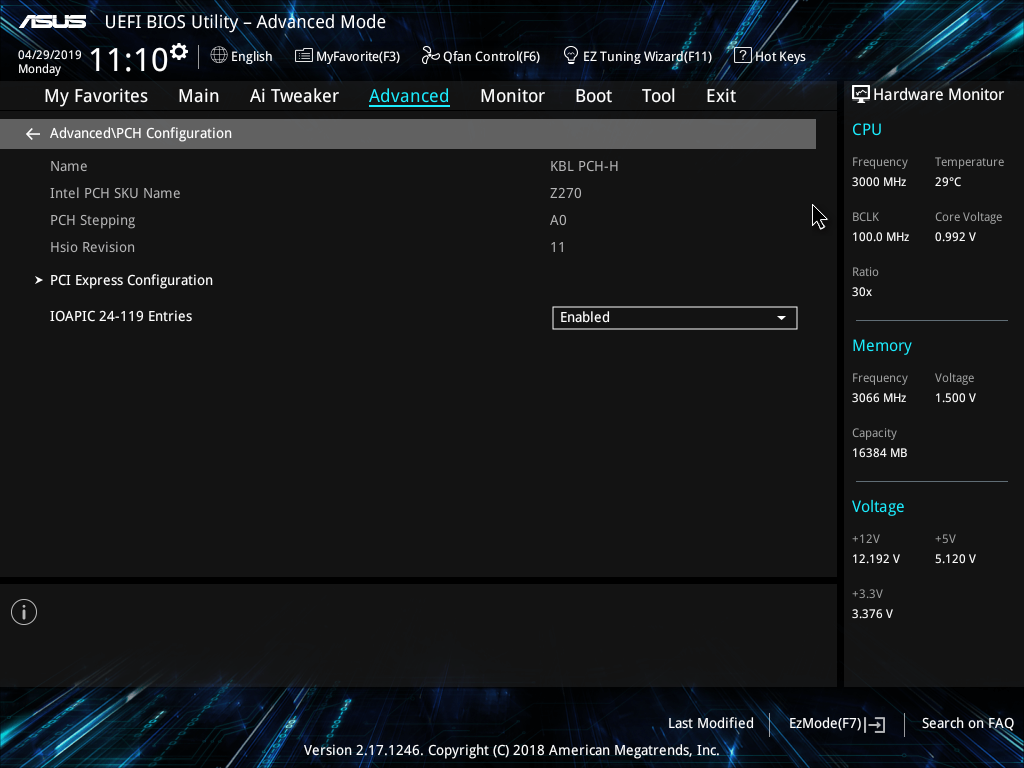 ASUS UEFI BIOS Utility – Advanced Mode
04/29/2019
Monday
11:10
English
MyFavorite(F3)
Qfan Control(F6)
EZ Tuning Wizard(F11)
? Hot Keys
My Favorites
Main
Ai Tweaker
Advanced
Monitor
Boot
Tool
Exit
Advanced\PCH Configuration
Name KBL PCH-H
Intel PCH SKU Name Z270
PCH Stepping A0
Hsio Revision 11
PCI Express Configuration
IOAPIC 24-119 Entries Enabled
Hardware Monitor
CPU
Frequency Temperature
3000 MHz 29°C
BCLK Core Voltage
100.0 MHz 0.992 V
Ratio
30x
Memory
Frequency Voltage
3066 MHz 1.500 V
Capacity
16384 MB
Voltage
+12V +5V
12.192 V 5.120 V
+3.3V
3.376 V
i
Last Modified
EzMode(F7)
Search on FAQ
Version 2.17.1246. Copyright (C) 2018 American Megatrends, Inc.